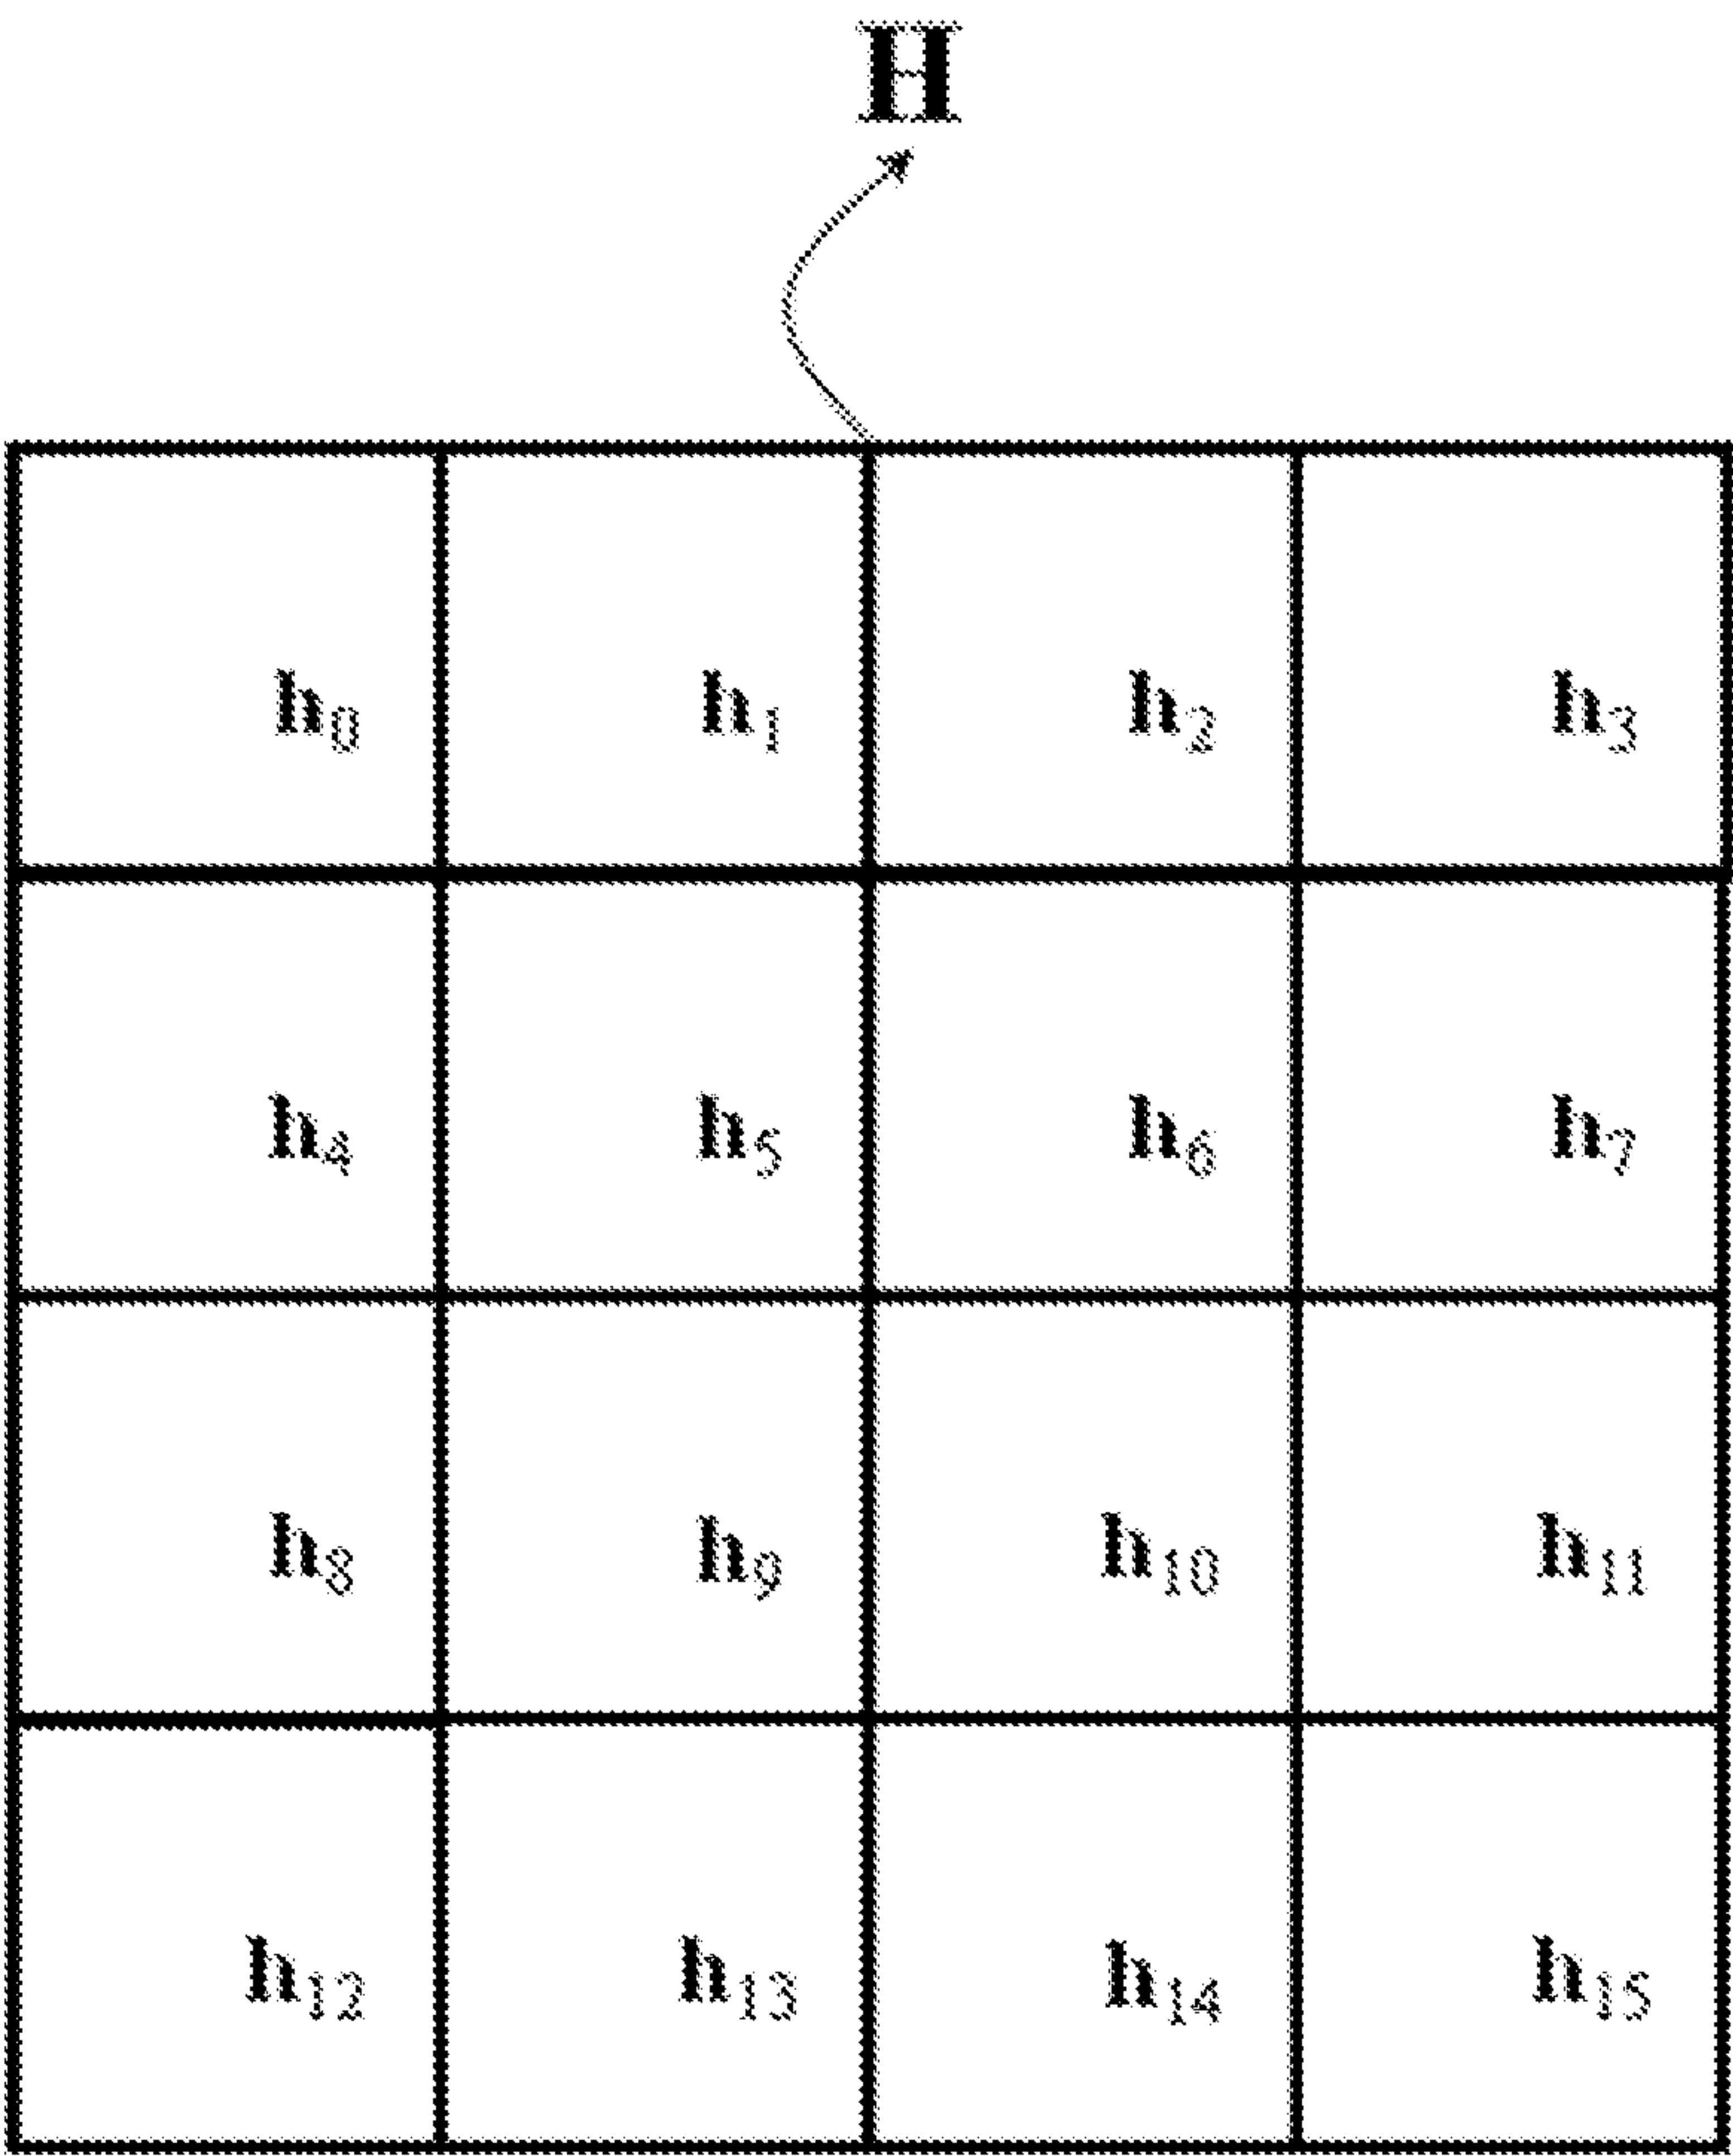 H
h₀ h₁ h₂ h₃
h₄ h₅ h₆ h₇
h₈ h₉ h₁₀ h₁₁
h₁₂ h₁₃ h₁₄ h₁₅